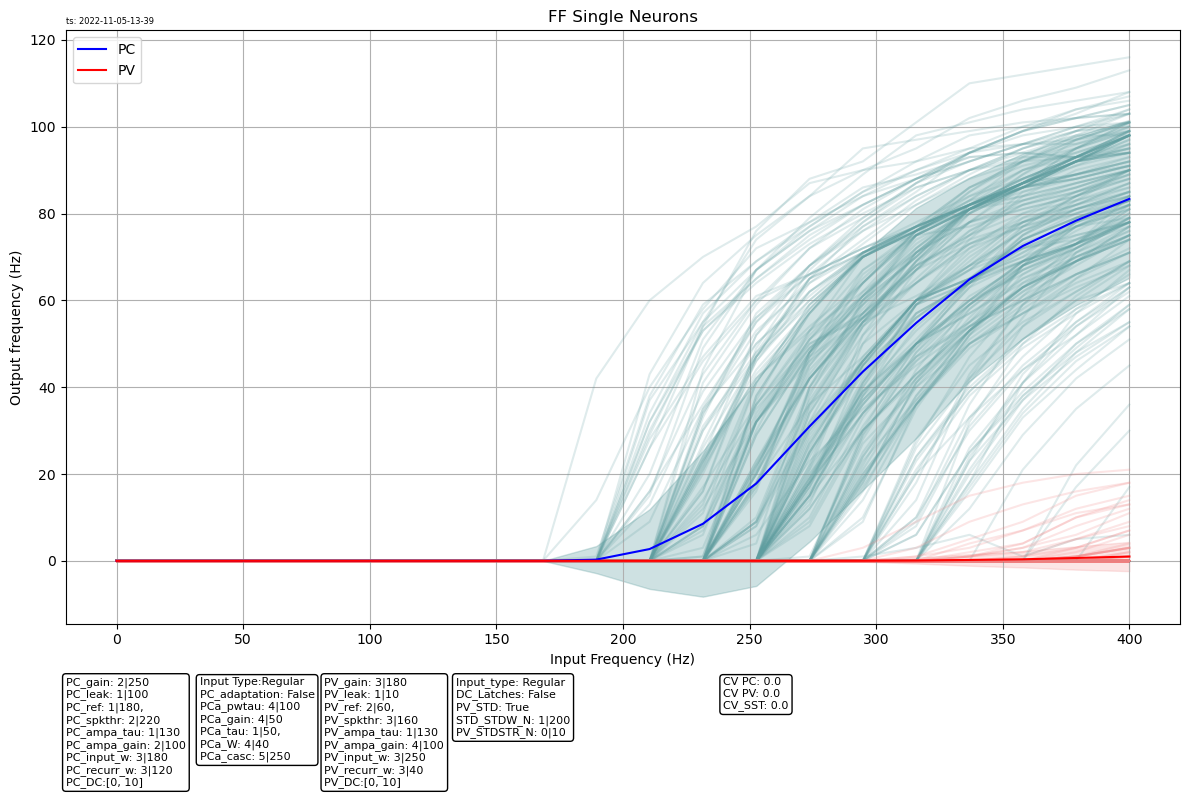 ts: 2022-11-05-13-39
FF Single Neurons
PC
PV
120
100
80
60
40
20
0
Output frequency (Hz)
0 50 100 150 200 250 300 350 400
Input Frequency (Hz)
PC_gain: 2|250
PC_leak: 1|100
PC_ref: 1|180,
PC_spkthr: 2|220
PC_ampa_tau: 1|130
PC_ampa_gain: 2|100
PC_input_w: 3|180
PC_recurr_w: 3|120
PC_DC:[0, 10]
Input Type:Regular
PC_adaptation: False
PCa_pwtau: 4|100
PCa_gain: 4|50
PCa_tau: 1|50,
PCa_W: 4|40
PCa_casc: 5|250
PV_gain: 3|180
PV_leak: 1|10
PV_ref: 2|60,
PV_spkthr: 3|160
PV_ampa_tau: 1|130
PV_ampa_gain: 4|100
PV_input_w: 3|250
PV_recurr_w: 3|40
PV_DC:[0, 10]
Input_type: Regular
DC_Latches: False
PV_STD: True
STD_STDW_N: 1|200
PV_STDSTR_N: 0|10
CV PC: 0.0
CV PV: 0.0
CV_SST: 0.0